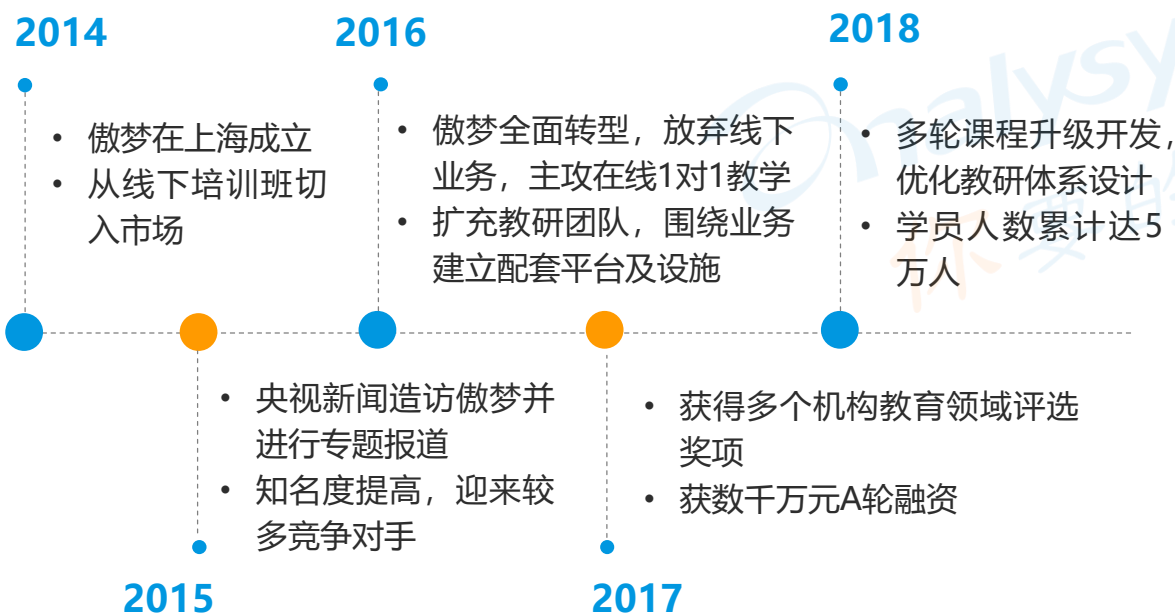 2014
• 傲梦在上海成立
• 从线下培训班切
入市场
2016
• 傲梦全面转型，放弃线下
业务，主攻在线1对1教学
• 扩充教研团队，围绕业务
建立配套平台及设施
2018
• 多轮课程升级开发，
优化教研体系设计
• 学员人数累计达5
万人
• 央视新闻造访傲梦并
进行专题报道
• 知名度提高，迎来较
多竞争对手
2015
• 获得多个机构教育领域评选
奖项
• 获数千万元A轮融资
2017
nalysy
你要的